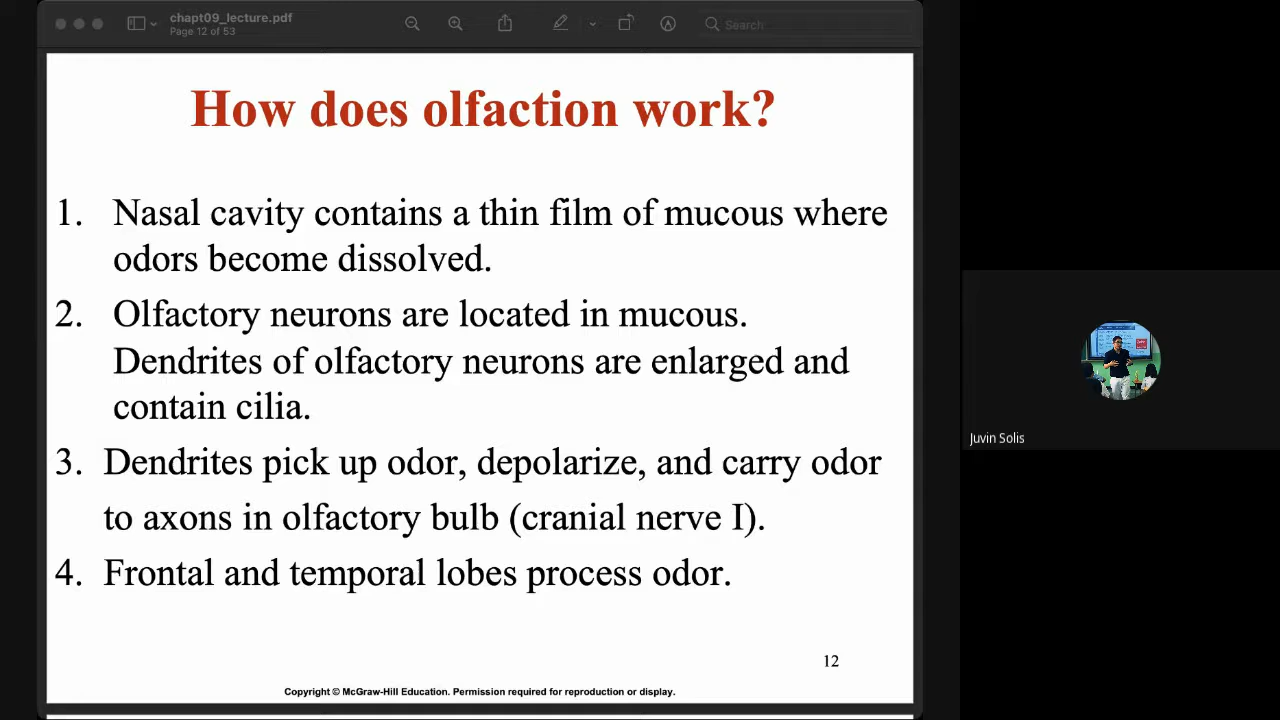 chapt09_lecture.pdf
Page 12 of 53
Search
How does olfaction work?
1. Nasal cavity contains a thin film of mucous where
odors become dissolved.
2. Olfactory neurons are located in mucous.
Dendrites of olfactory neurons are enlarged and
contain cilia.
3. Dendrites pick up odor, depolarize, and carry odor
to axons in olfactory bulb (cranial nerve I).
4. Frontal and temporal lobes process odor.
12
Copyright © McGraw-Hill Education. Permission required for reproduction or display.
Juvin Solis